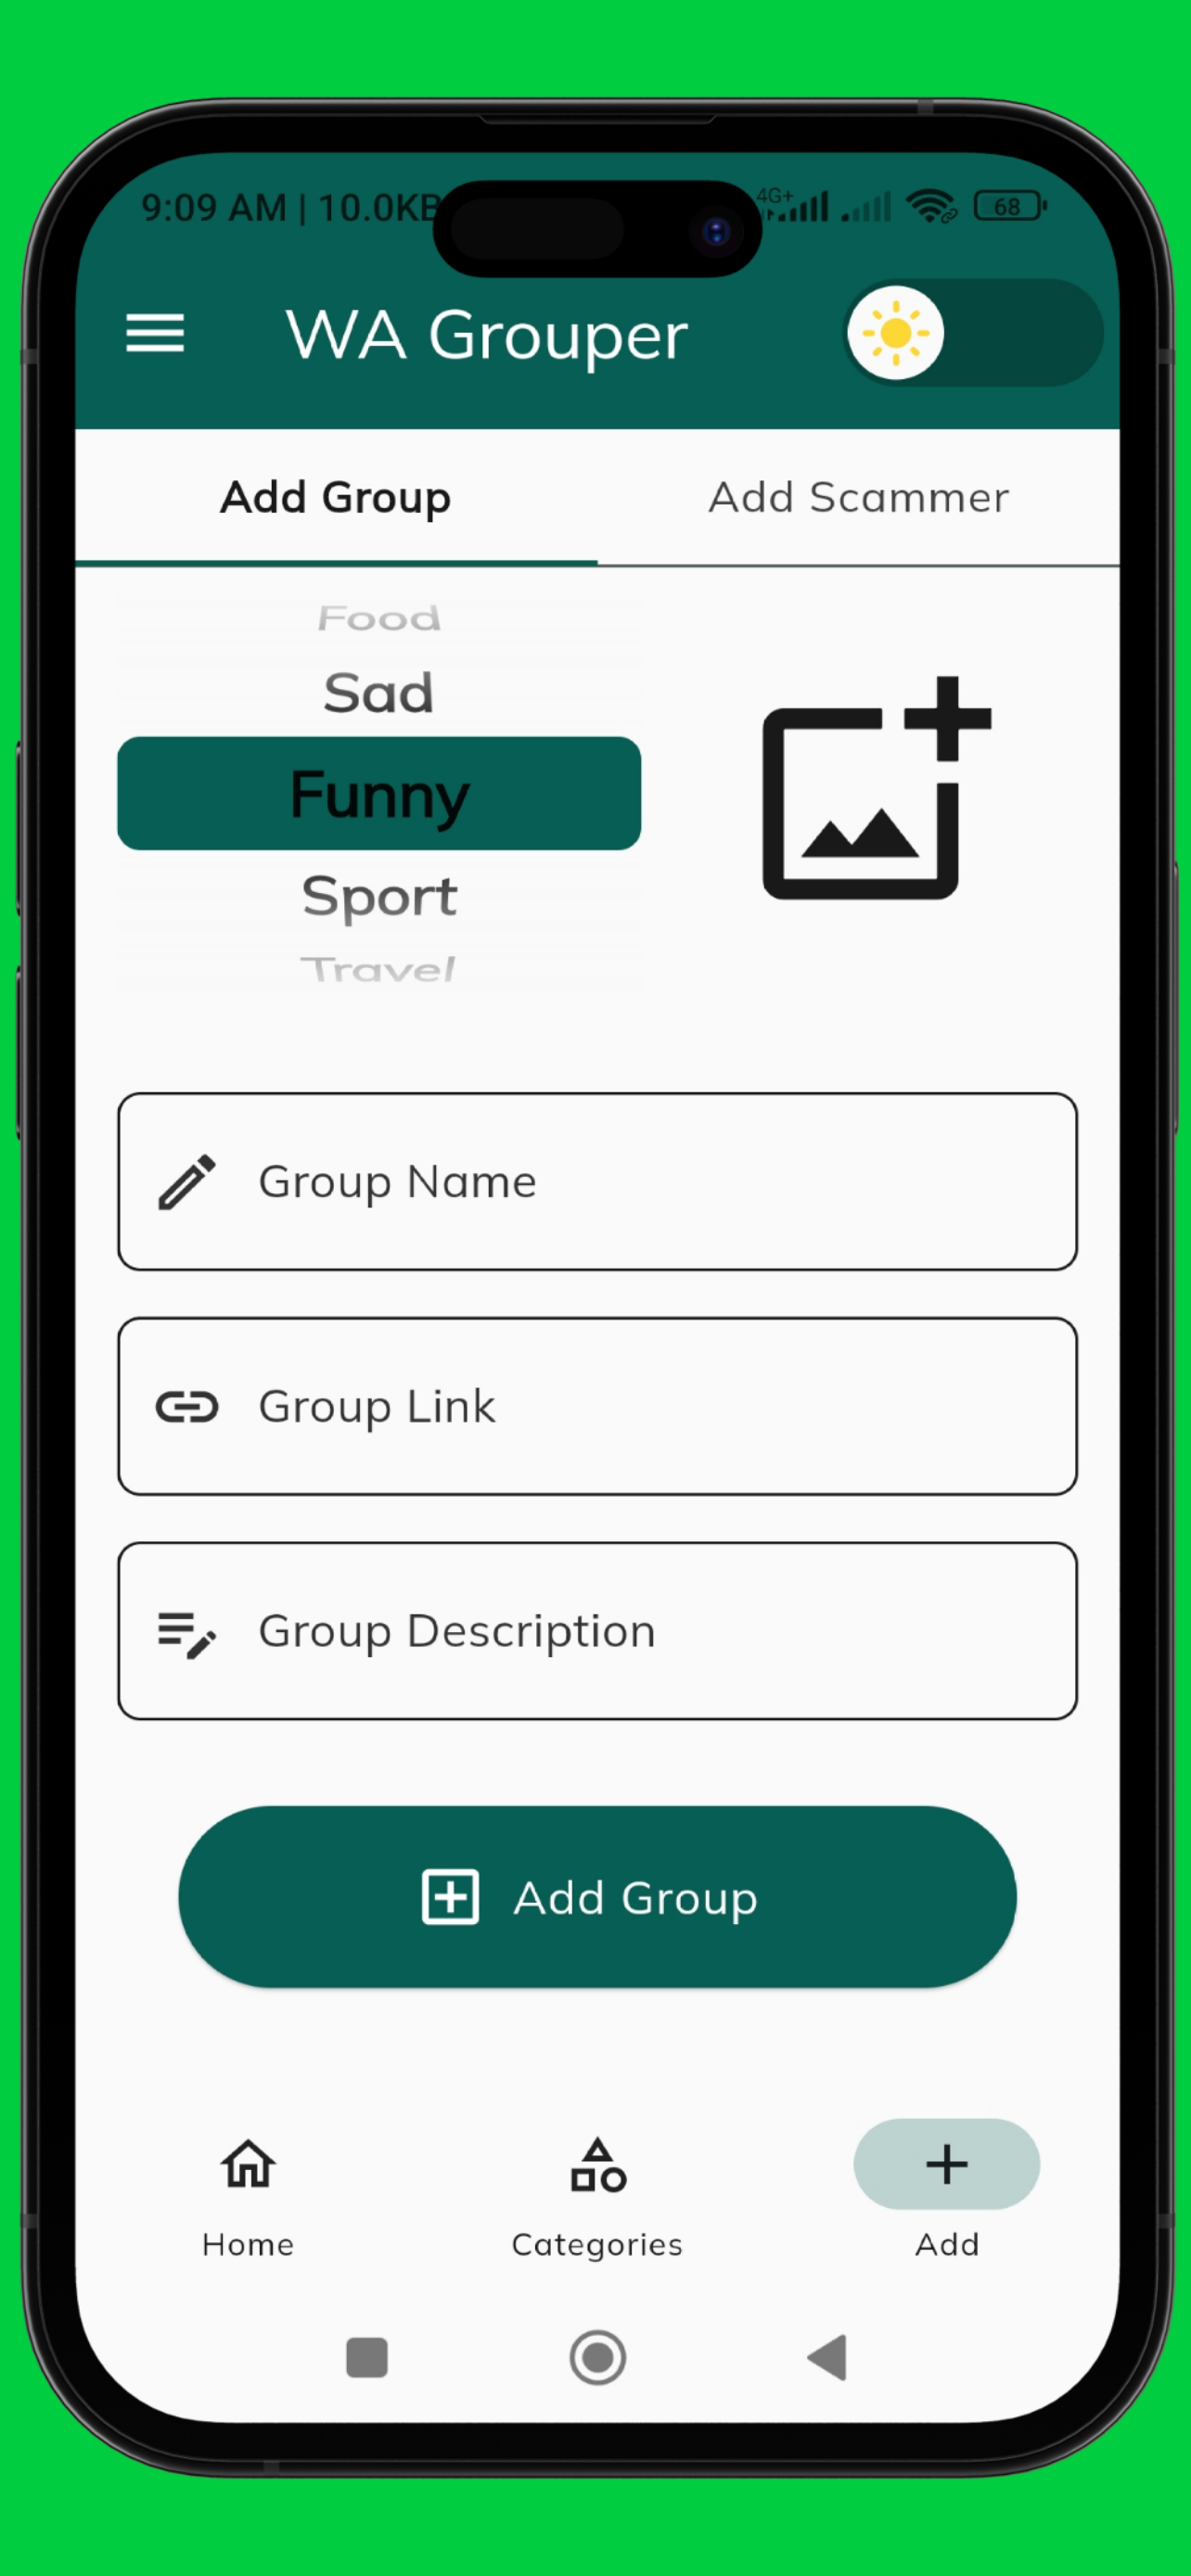 9:09 AM | 10.0KB
4G+
68
WA Grouper
Add Group
Add Scammer
Food
Sad
Funny
Sport
Travel
Group Name
Group Link
Group Description
Add Group
Home
Categories
Add